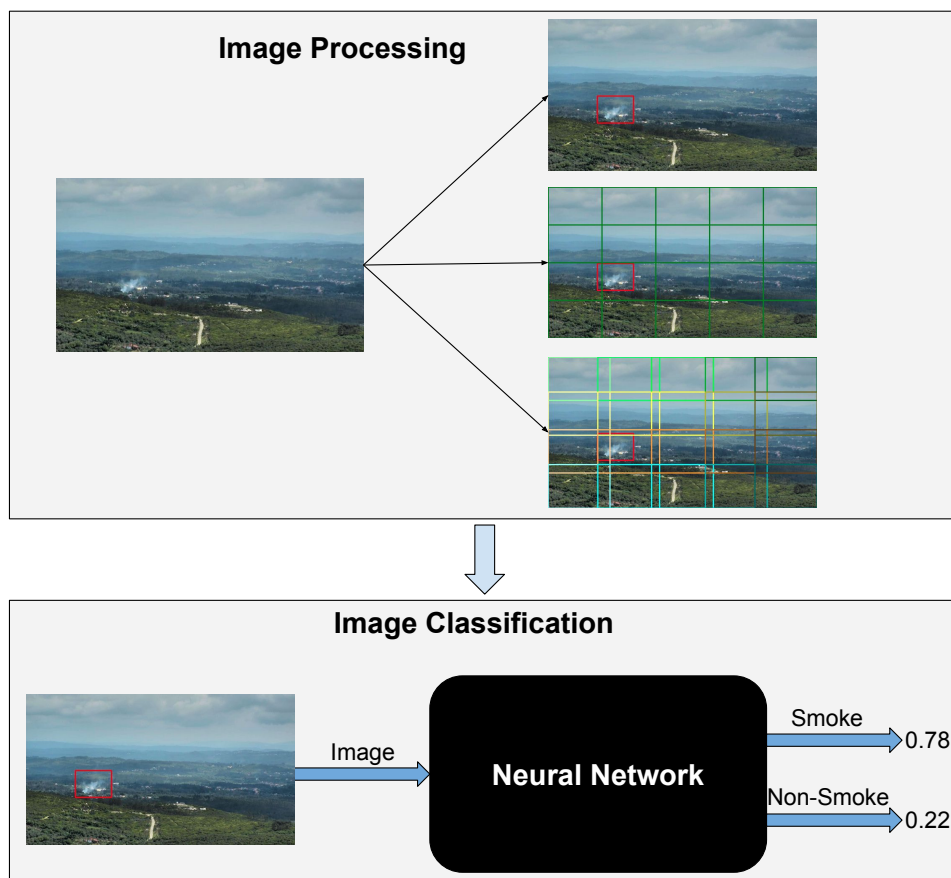 Image Processing
Image Classification
Image
Neural Network
Smoke
0.78
Non-Smoke
0.22